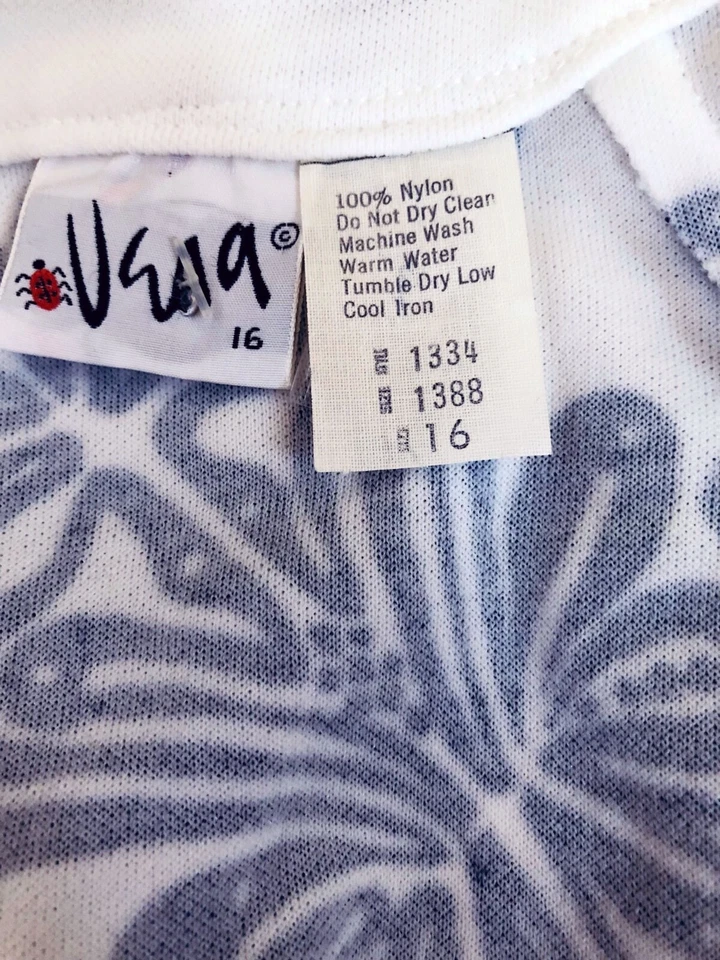 Vera ©
16
100% Nylon
Do Not Dry Clean
Machine Wash
Warm Water
Tumble Dry Low
Cool Iron
1334
1388
16